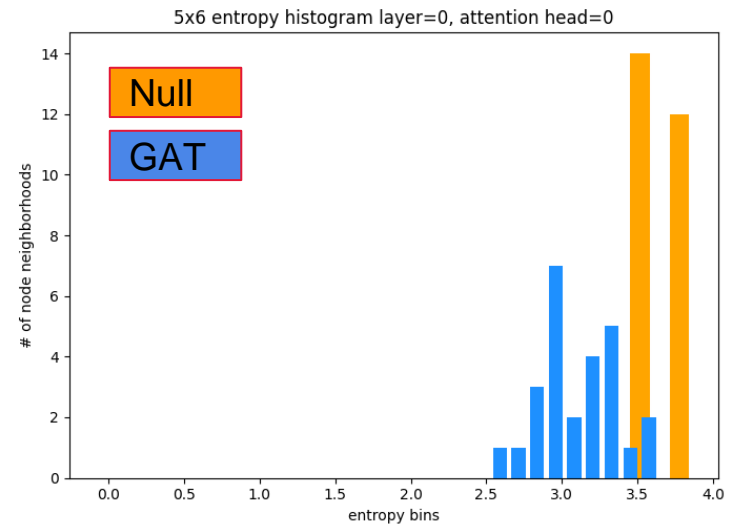 5x6 entropy histogram layer=0, attention head=0
Null
GAT
# of node neighborhoods
14
12
10
8
6
4
2
0
0.0 0.5 1.0 1.5 2.0 2.5 3.0 3.5 4.0
entropy bins